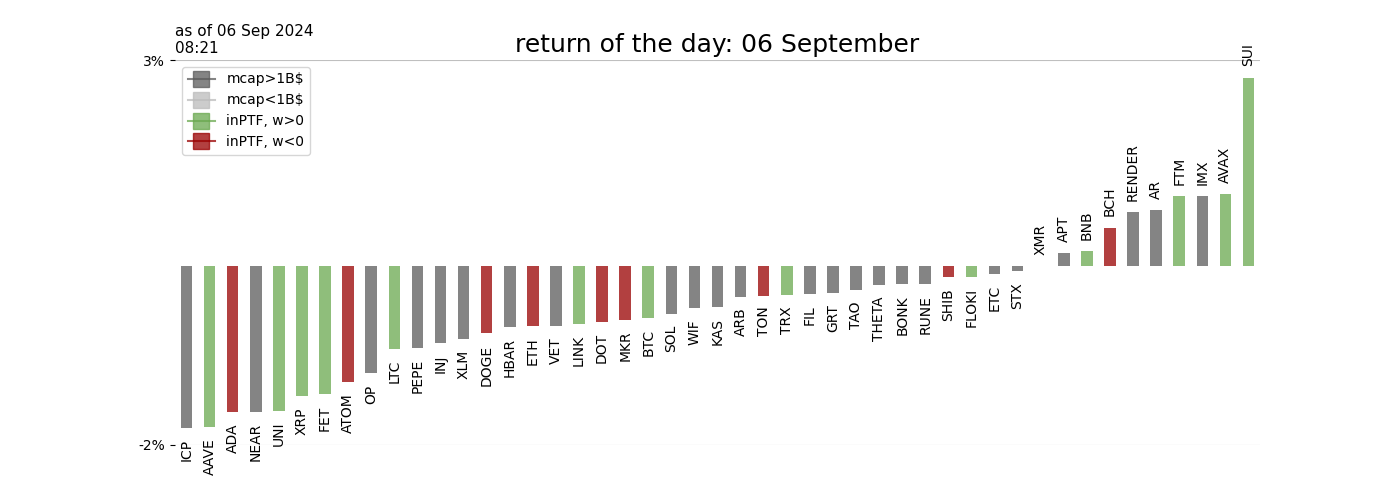 as of 06 Sep 2024
08:21
return of the day: 06 September
3%
mcap>1B$
mcap<1B$
inPTF, w>0
inPTF, w<0
-2%
ICP
AAVE
ADA
NEAR
UNI
XRP
FET
ATOM
OP
LTC
PEPE
INJ
XLM
DOGE
HBAR
ETH
VET
LINK
DOT
MKR
BTC
SOL
WIF
KAS
ARB
TON
TRX
FIL
GRT
TAO
THETA
BONK
RUNE
SHIB
FLOKI
ETC
STX
XMR
APT
BNB
BCH
RENDER
AR
FTM
IMX
AVAX
SUI